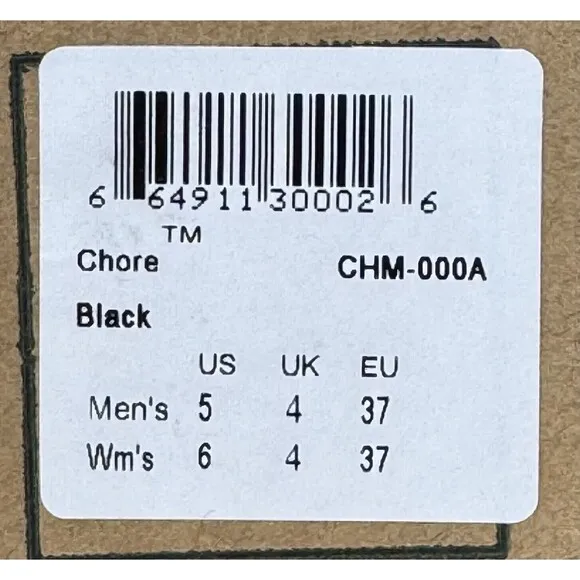 6 64911 30002 6
Chore™ CHM-000A
Black
US UK EU
Men's 5 4 37
Wm's 6 4 37